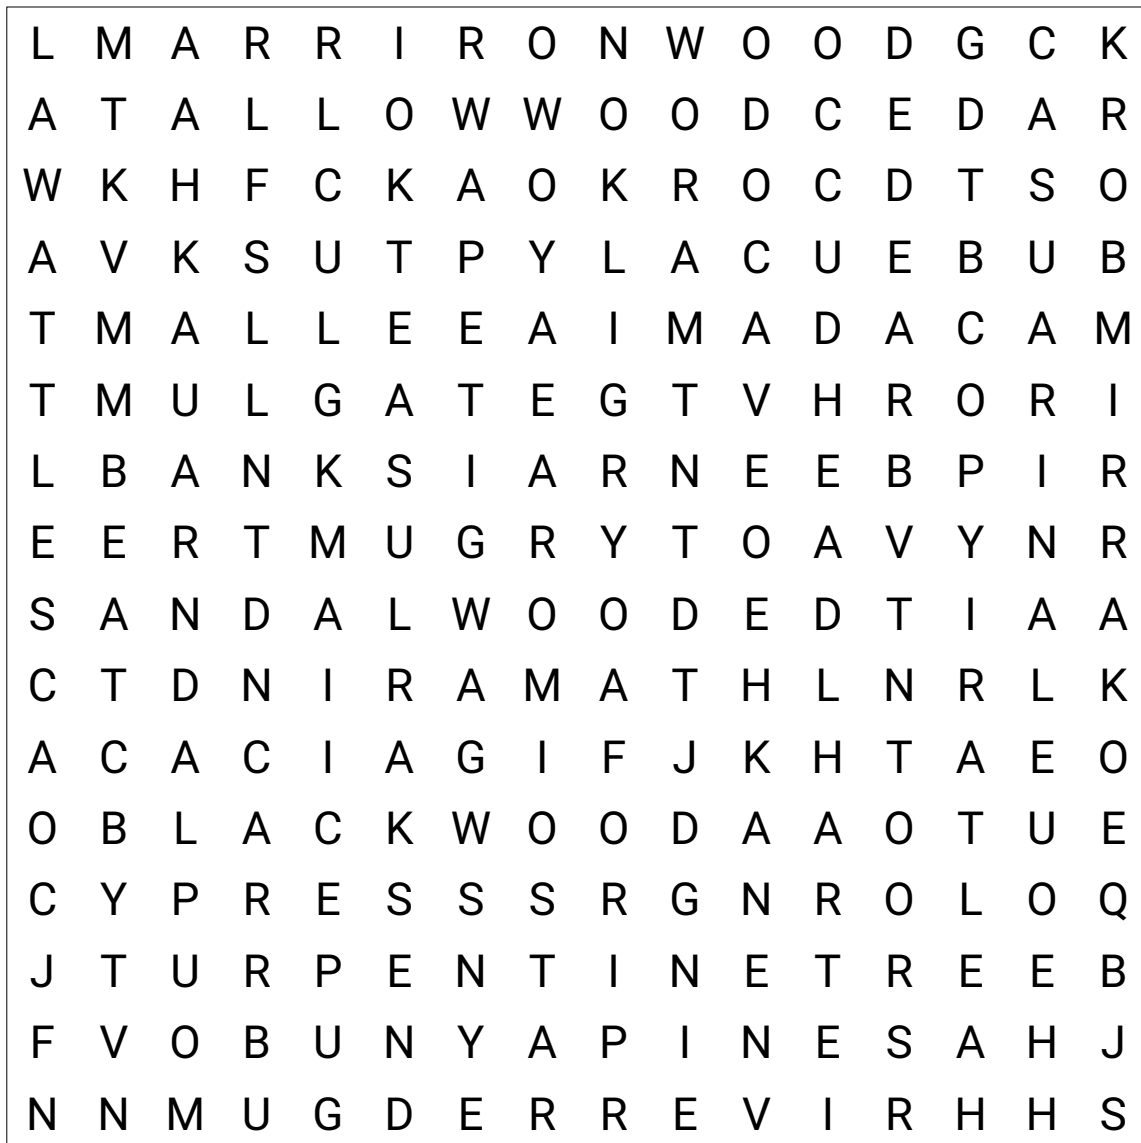 L M A R R I R O N W O O D G C K
A T A L L O W W O O D C E D A R
W K H F C K A O K R O C D T S O
A V K S U T P Y L A C U E B U B
T M A L L E E A I M A D A C A M
T M U L G A T E G T V H R O R I
L B A N K S I A R N E E B P I R
E E R T M U G R Y T O A V Y N R
S A N D A L W O O D E D T I A A
C T D N I R A M A T H L N R L K
A C A C I A G I F J K H T A E O
O B L A C K W O O D A A O T U E
C Y P R E S S S R G N R O L O Q
J T U R P E N T I N E T R E E B
F V O B U N Y A P I N E S A H J
N N M U G D E R R E V I R H H S